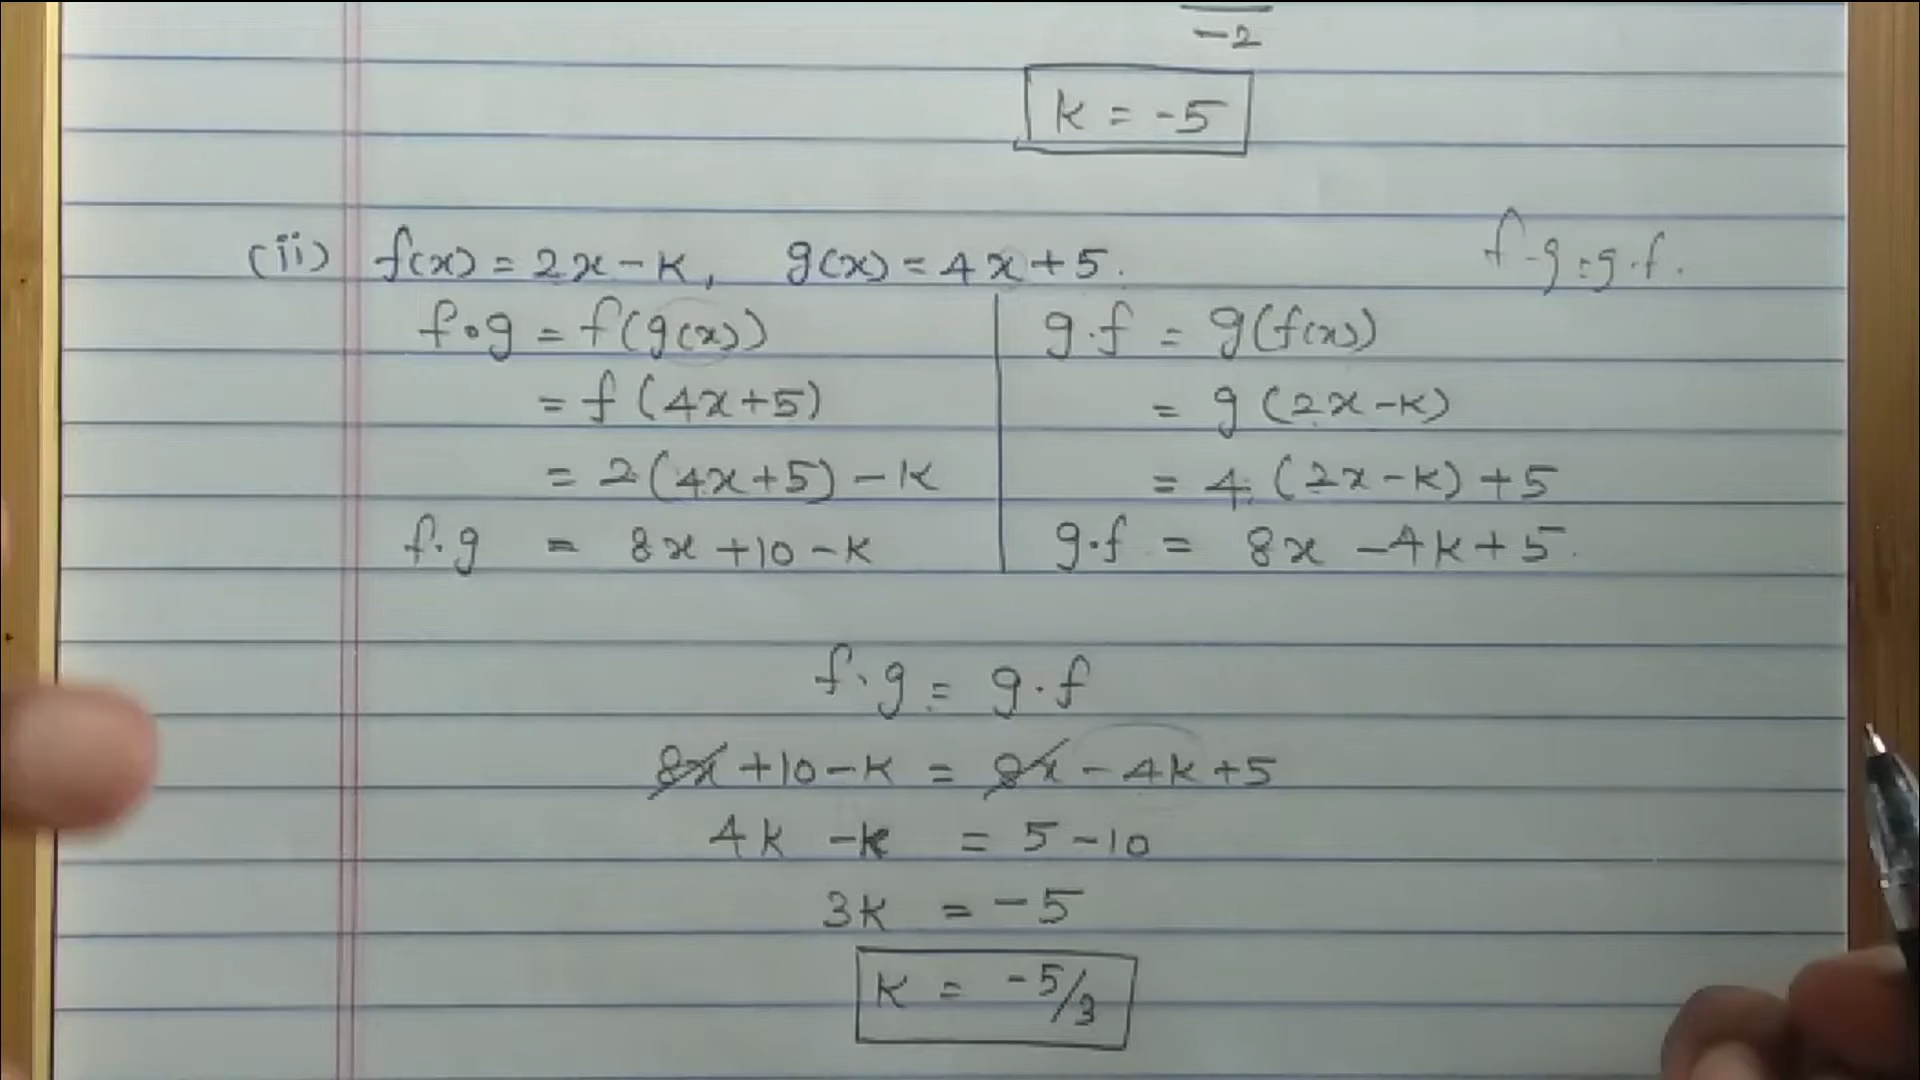 -2
K = -5
(ii) f(x) = 2x - K, g(x) = 4x + 5. f.g = g.f.
f∘g = f(g(x))
= f(4x+5)
= 2(4x+5) - K
f.g = 8x + 10 - K
g.f = g(f(x))
= g(2x-K)
= 4(2x-K) + 5
g.f = 8x - 4K + 5.
f.g = g.f
8x + 10 - K = 8x - 4K + 5
4K - K = 5 - 10
3K = -5
K = -5/3